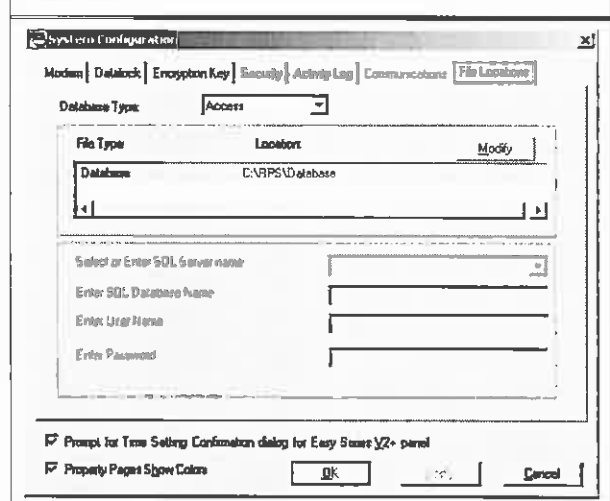 System Configuration
Modem Datalock Encryption Key Security Activity Log Communications File Locations
Database Type: Access
File Type Location: Modify
Database C:\RPS\Database
Select or Enter SQL Server name
Enter SQL Database Name
Enter User Name
Enter Password
Prompt for Time Setting Confirmation dialog for Easy Series V2+ panel
Property Pages Show Colors OK Cancel